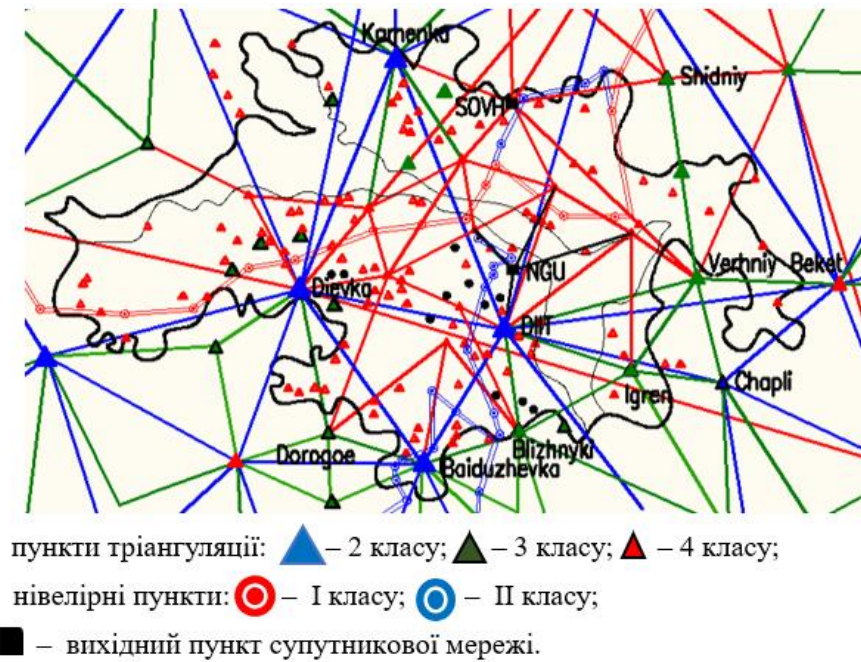 Kamenka
SOVH
Shidniy
Verhniy Beket
NGU
Dievka
DIIT
Igren
Chapli
Dorogoe
Blizhnyki
Baiduzhevka
пункти тріангуляції: – 2 класу; – 3 класу; – 4 класу;
нівелірні пункти: – І класу; – ІІ класу;
– вихідний пункт супутникової мережі.